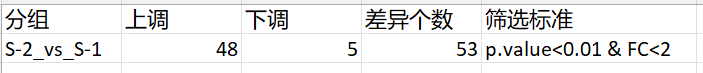 分组 上调 下调 差异个数 筛选标准
S-2_vs_S-1 48 5 53 p.value<0.01 & FC<2